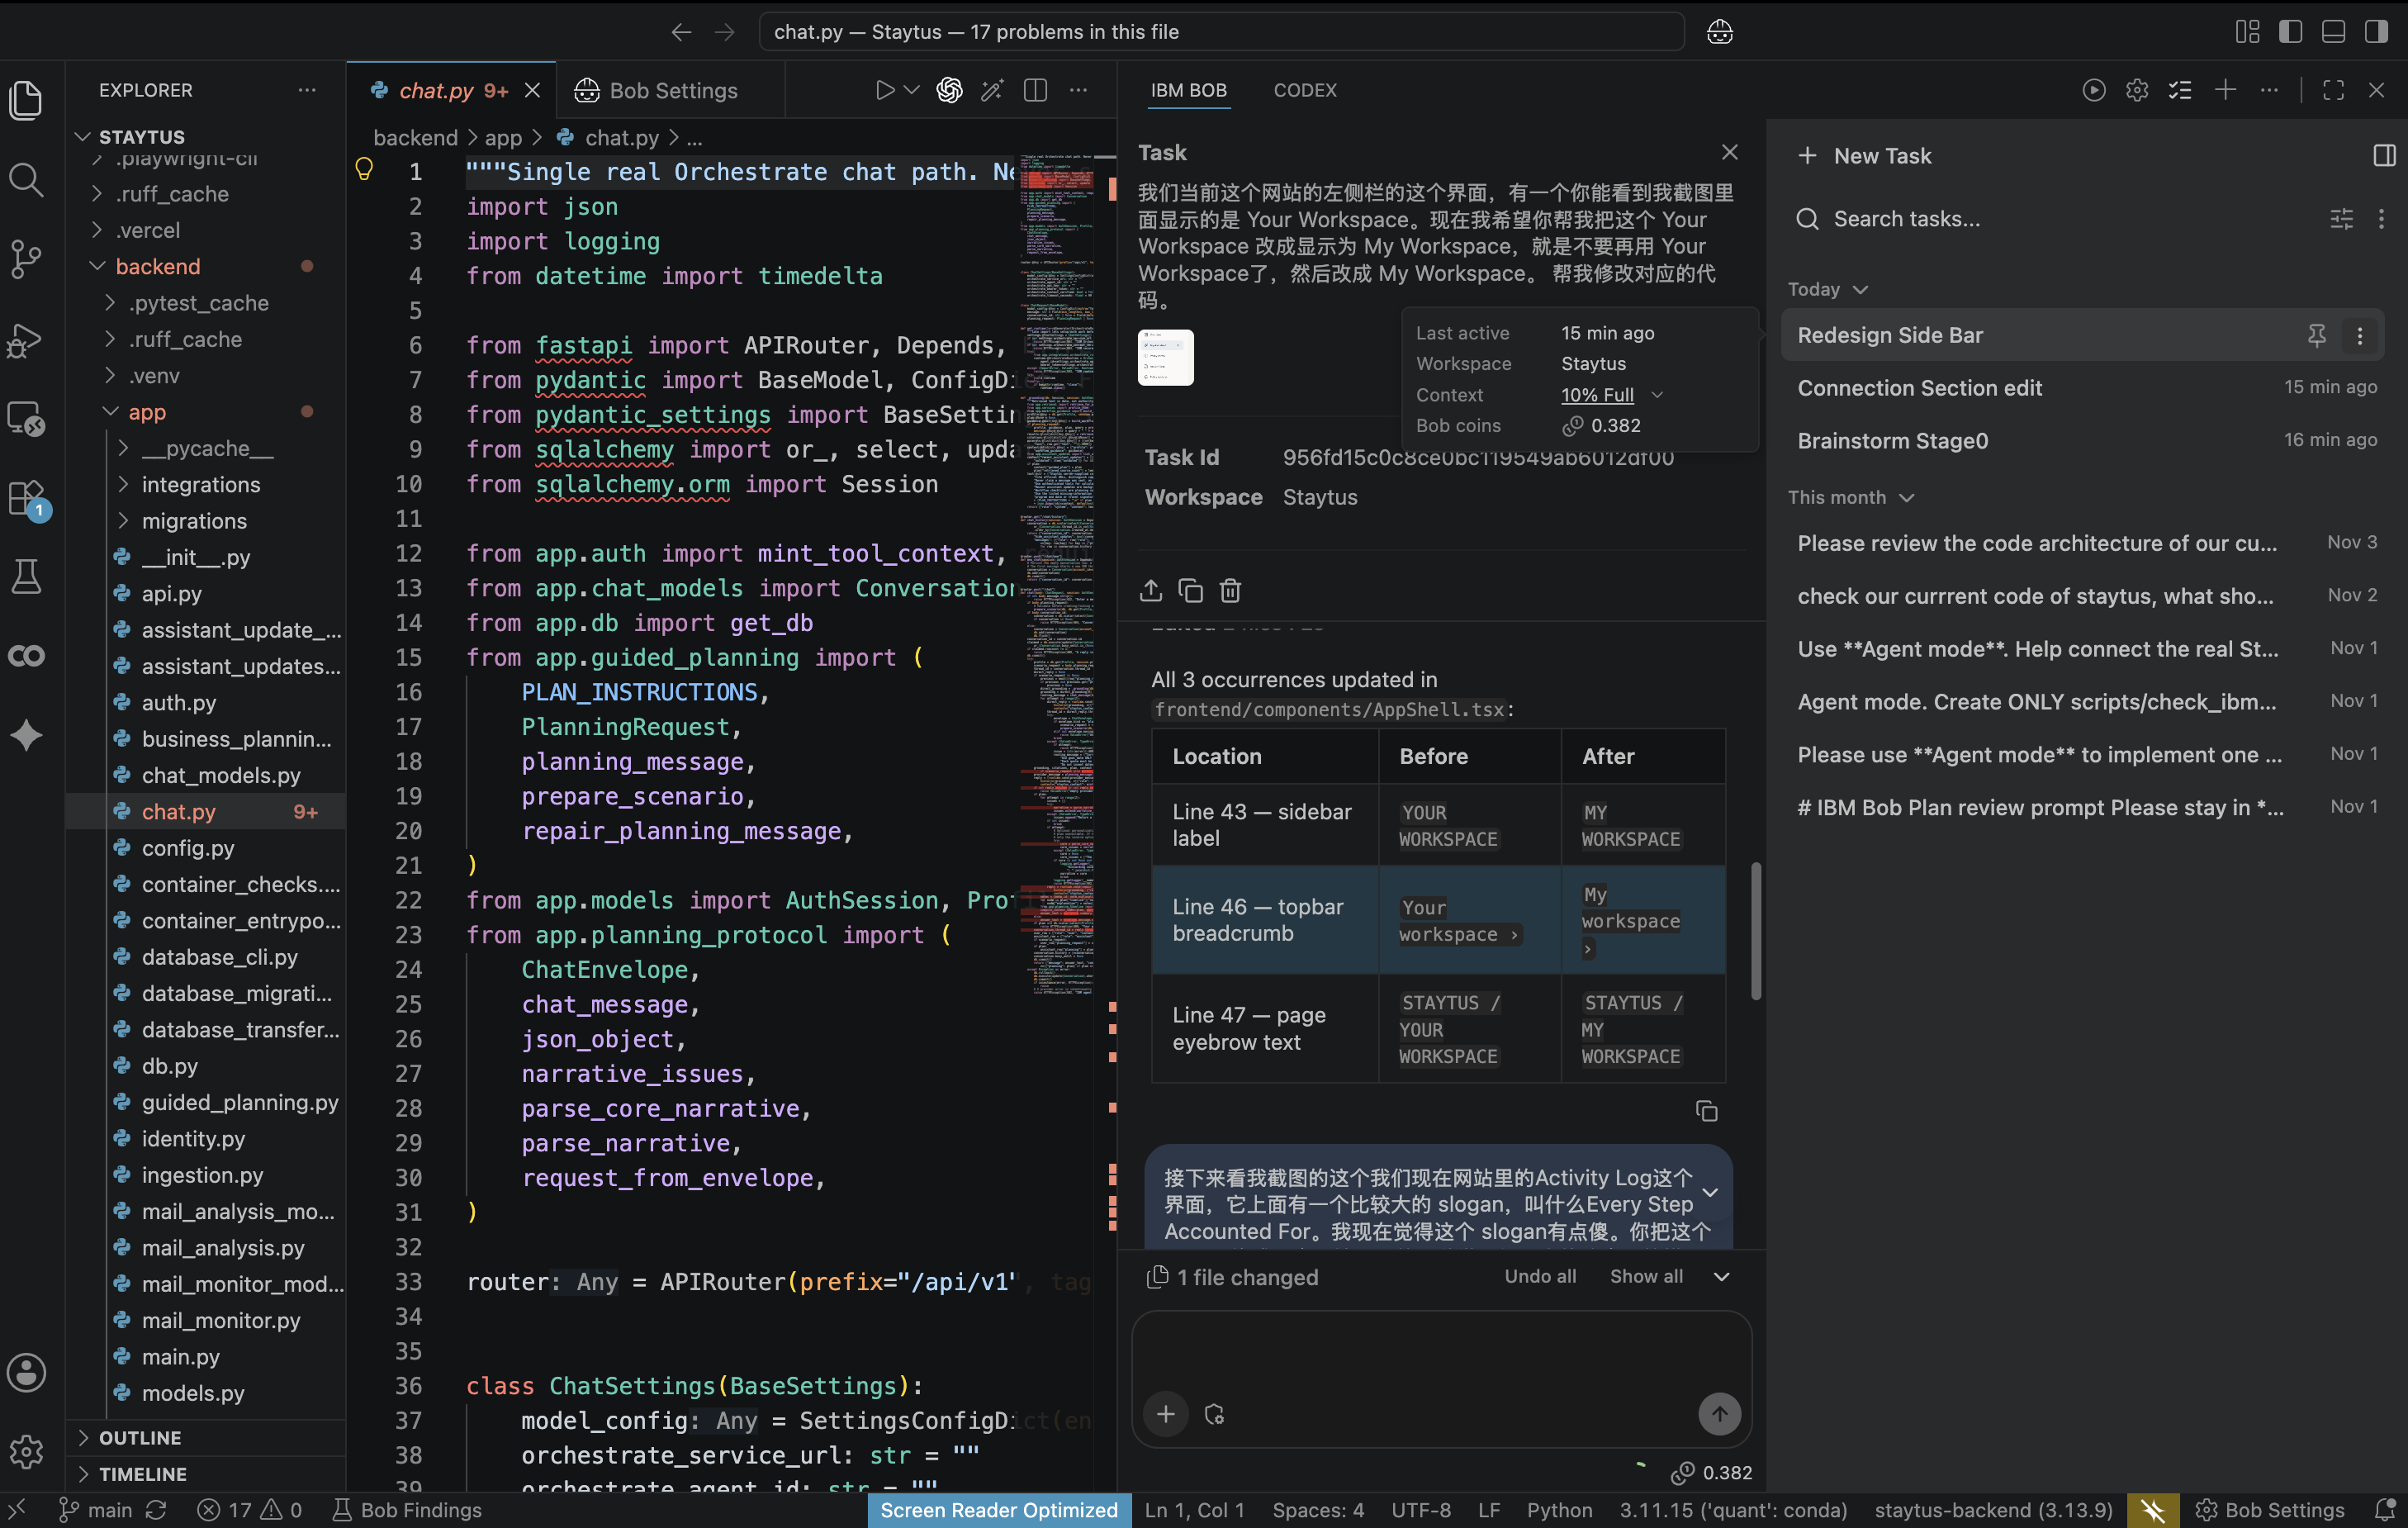 chat.py — Staytus — 17 problems in this file
EXPLORER
STAYTUS
.playwright-cli
.ruff_cache
.vercel
backend
.pytest_cache
.ruff_cache
.venv
app
__pycache__
integrations
migrations
__init__.py
api.py
assistant_update_...
assistant_updates...
auth.py
business_plannin...
chat_models.py
chat.py 9+
config.py
container_checks....
container_entrypo...
database_cli.py
database_migrati...
database_transfer...
db.py
guided_planning.py
identity.py
ingestion.py
mail_analysis_mo...
mail_analysis.py
mail_monitor_mod...
mail_monitor.py
main.py
models.py
OUTLINE
TIMELINE
1
chat.py 9+
Bob Settings
backend > app > chat.py > ...
1 """Single real Orchestrate chat path. Ne
2 import json
3 import logging
4 from datetime import timedelta
5
6 from fastapi import APIRouter, Depends,
7 from pydantic import BaseModel, ConfigDi
8 from pydantic_settings import BaseSettin
9 from sqlalchemy import or_, select, upda
10 from sqlalchemy.orm import Session
11
12 from app.auth import mint_tool_context,
13 from app.chat_models import Conversation
14 from app.db import get_db
15 from app.guided_planning import (
16 PLAN_INSTRUCTIONS,
17 PlanningRequest,
18 planning_message,
19 prepare_scenario,
20 repair_planning_message,
21 )
22 from app.models import AuthSession, Prof
23 from app.planning_protocol import (
24 ChatEnvelope,
25 chat_message,
26 json_object,
27 narrative_issues,
28 parse_core_narrative,
29 parse_narrative,
30 request_from_envelope,
31 )
32
33 router: Any = APIRouter(prefix="/api/v1", tag
34
35
36 class ChatSettings(BaseSettings):
37 model_config: Any = SettingsConfigDict(en
38 orchestrate_service_url: str = ""
39 orchestrate_agent_id: str = ""
IBM BOB
CODEX
Task
我们当前这个网站的左侧栏的这个界面，有一个你能看到我截图里
面显示的是 Your Workspace。现在我希望你帮我把这个 Your
Workspace 改成显示为 My Workspace，就是不要再用 Your
Workspace了，然后改成 My Workspace。 帮我修改对应的代
码。
Last active 15 min ago
Workspace Staytus
Context 10% Full
Bob coins 0.382
Task Id 956fd15c0c8ce0bc119549ab6012df00
Workspace Staytus
All 3 occurrences updated in
frontend/components/AppShell.tsx:
Location Before After
Line 43 — sidebar
label
YOUR
WORKSPACE
MY
WORKSPACE
Line 46 — topbar
breadcrumb
Your
workspace ›
My
workspace
›
Line 47 — page
eyebrow text
STAYTUS /
YOUR
WORKSPACE
STAYTUS /
MY
WORKSPACE
接下来看我截图的这个我们现在网站里的Activity Log这个
界面，它上面有一个比较大的 slogan，叫什么Every Step
Accounted For。我现在觉得这个 slogan有点傻。你把这个
1 file changed
Undo all
Show all
0.382
New Task
Search tasks...
Today
Redesign Side Bar
Connection Section edit 15 min ago
Brainstorm Stage0 16 min ago
This month
Please review the code architecture of our cu... Nov 3
check our currrent code of staytus, what sho... Nov 2
Use **Agent mode**. Help connect the real St... Nov 1
Agent mode. Create ONLY scripts/check_ibm... Nov 1
Please use **Agent mode** to implement one ... Nov 1
# IBM Bob Plan review prompt Please stay in *... Nov 1
main
17
0
Bob Findings
Screen Reader Optimized
Ln 1, Col 1
Spaces: 4
UTF-8
LF
Python
3.11.15 ('quant': conda)
staytus-backend (3.13.9)
Bob Settings